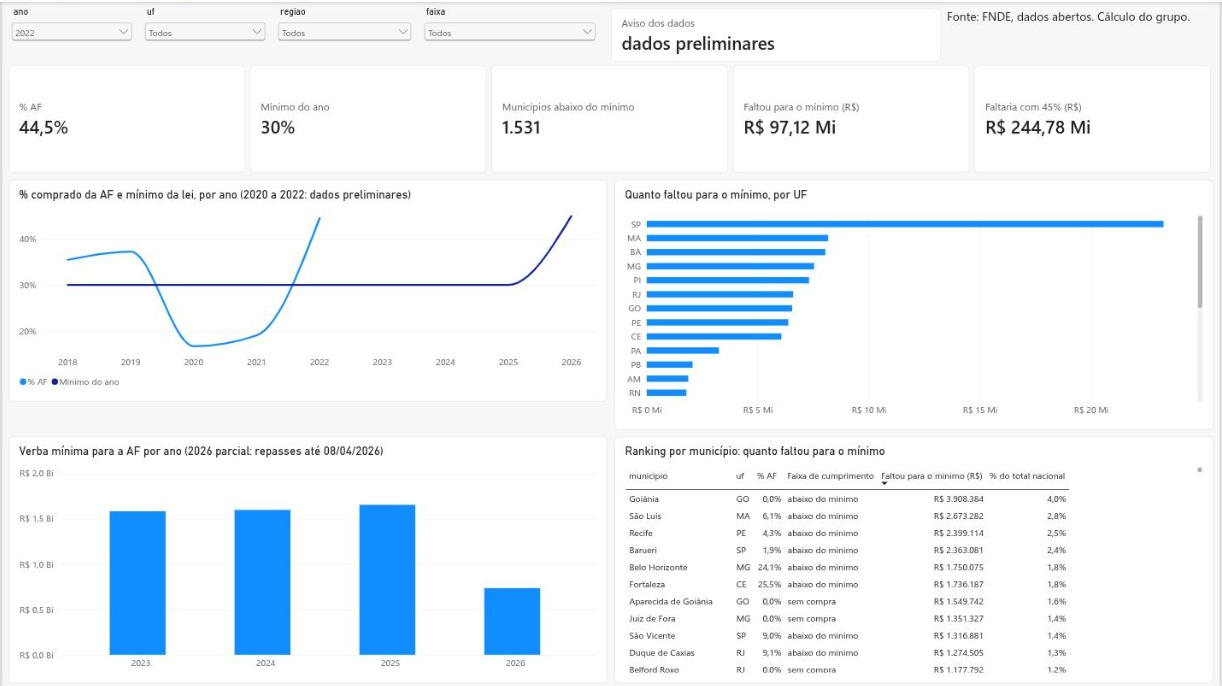 ano uf regiao faixa
2022 Todos Todos Todos
Aviso dos dados
dados preliminares
Fonte: FNDE, dados abertos. Cálculo do grupo.
% AF
44,5%
Mínimo do ano
30%
Municípios abaixo do mínimo
1.531
Faltou para o mínimo (R$)
R$ 97,12 Mi
Faltaria com 45% (R$)
R$ 244,78 Mi
% comprado da AF e mínimo da lei, por ano (2020 a 2022: dados preliminares)
40%
30%
20%
2018 2019 2020 2021 2022 2023 2024 2025 2026
% AF Mínimo do ano
Quanto faltou para o mínimo, por UF
SP
MA
BA
MG
PI
RJ
GO
PE
CE
PA
PB
AM
RN
R$ 0 Mi R$ 5 Mi R$ 10 Mi R$ 15 Mi R$ 20 Mi
Verba mínima para a AF por ano (2026 parcial: repasses até 08/04/2026)
R$ 2,0 Bi
R$ 1,5 Bi
R$ 1,0 Bi
R$ 0,5 Bi
R$ 0,0 Bi
2023 2024 2025 2026
Ranking por município: quanto faltou para o mínimo
município uf % AF Faixa de cumprimento Faltou para o mínimo (R$) % do total nacional
Goiânia GO 0,0% abaixo do mínimo R$ 3.908.384 4,0%
São Luís MA 6,1% abaixo do mínimo R$ 2.673.282 2,8%
Recife PE 4,3% abaixo do mínimo R$ 2.399.114 2,5%
Barueri SP 1,9% abaixo do mínimo R$ 2.363.081 2,4%
Belo Horizonte MG 24,1% abaixo do mínimo R$ 1.750.075 1,8%
Fortaleza CE 25,5% abaixo do mínimo R$ 1.736.187 1,8%
Aparecida de Goiânia GO 0,0% sem compra R$ 1.549.742 1,6%
Juiz de Fora MG 0,0% sem compra R$ 1.351.327 1,4%
São Vicente SP 9,0% abaixo do mínimo R$ 1.316.881 1,4%
Duque de Caxias RJ 9,1% abaixo do mínimo R$ 1.274.505 1,3%
Belford Roxo RJ 0,0% sem compra R$ 1.177.792 1,2%